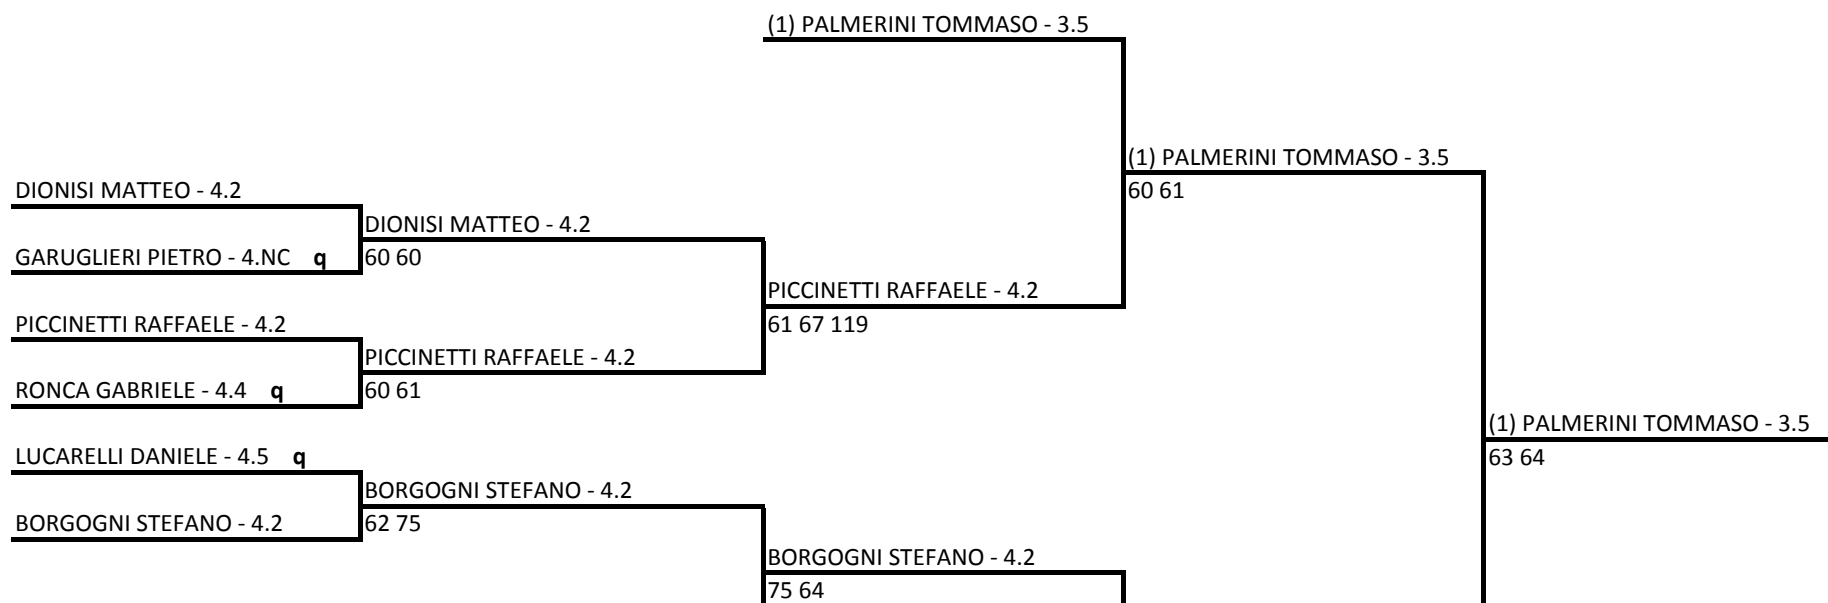 (1) PALMERINI TOMMASO - 3.5
(1) PALMERINI TOMMASO - 3.5
60 61
DIONISI MATTEO - 4.2
DIONISI MATTEO - 4.2
GARUGLIERI PIETRO - 4.NC q
60 60
PICCINETTI RAFFAELE - 4.2
61 67 119
PICCINETTI RAFFAELE - 4.2
PICCINETTI RAFFAELE - 4.2
RONCA GABRIELE - 4.4 q
60 61
(1) PALMERINI TOMMASO - 3.5
63 64
LUCARELLI DANIELE - 4.5 q
BORGOGNI STEFANO - 4.2
BORGOGNI STEFANO - 4.2
62 75
BORGOGNI STEFANO - 4.2
75 64